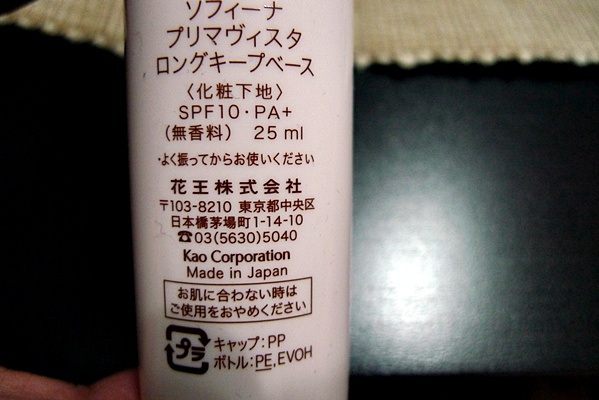 ソフィーナ
プリマヴィスタ
ロングキープベース
〈化粧下地〉
SPF10・PA+
（無香料） 25 ml
・よく振ってからお使いください
花王株式会社
〒103-8210 東京都中央区
日本橋茅場町1-14-10
☎03(5630)5040
Kao Corporation
Made in Japan
お肌に合わない時は
ご使用をおやめください
プラ
キャップ：PP
ボトル：PE,EVOH